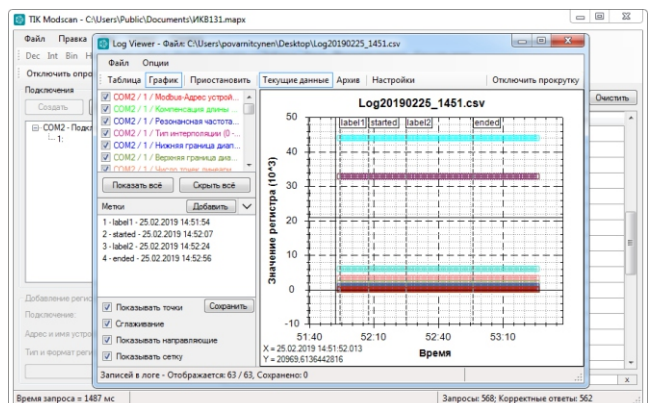 TIK Modscan - C:\Users\Public\Documents\ИКВ131.mapx
Файл Правка
Dec Int Bin H
Отключить опро
Подключения
Создать
COM2 - Подкл
1:
Добавление регис
Подключение:
Адрес и имя устро
Тип и формат реги
Время запроса = 1487 мс
Запросы: 568; Корректные ответы: 562
Очистить
x
Log Viewer - Файл: C:\Users\povarnitcynen\Desktop\Log20190225_1451.csv
Файл Опции
Таблица График Приостановить Текущие данные Архив Настройки Отключить прокрутку
COM2 / 1 / Modbus-Адрес устрой...
COM2 / 1 / Компенсация длины ...
COM2 / 1 / Резонансная частота...
COM2 / 1 / Тип интерполяции (0 -...
COM2 / 1 / Нижняя граница диап...
COM2 / 1 / Верхняя граница диа...
COM2 / 1 / Число точек
Показать всё Скрыть всё
Метки Добавить
1 - label1 - 25.02.2019 14:51:54
2 - started - 25.02.2019 14:52:07
3 - label2 - 25.02.2019 14:52:24
4 - ended - 25.02.2019 14:52:56
Показывать точки Сохранить
Сглаживание
Показывать направляющие
Показывать сетку
Записей в логе - Отображается: 63 / 63, Сохранено: 0
Log20190225_1451.csv
label1 started label2 ended
Значение регистра (10^3)
50
40
30
20
10
0
-10
51:40 52:10 52:40 53:10
Время
X = 25.02.2019 14:51:52.013
Y = 20969,6136442816